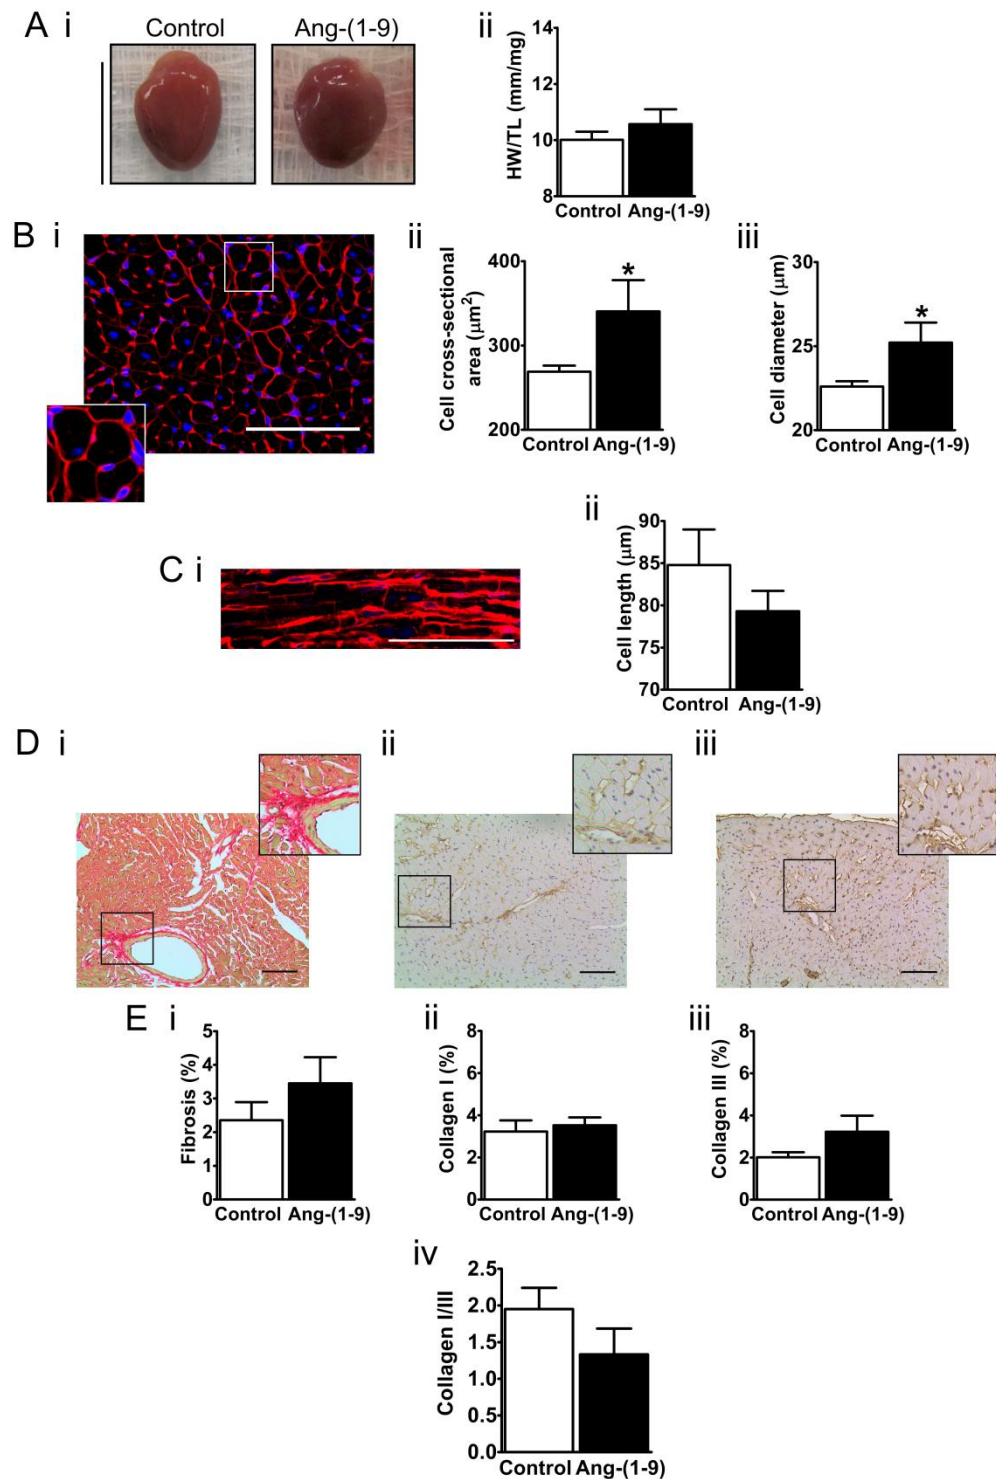 A i
Control
Ang-(1-9)
ii
HW/TL (mm/mg)
14
12
10
8
Control Ang-(1-9)
B i
ii
Cell cross-sectional
area (μm²)
400
300
200
Control Ang-(1-9)
*
iii
Cell diameter (μm)
30
25
20
Control Ang-(1-9)
*
C i
ii
Cell length (μm)
90
85
80
75
70
Control Ang-(1-9)
D i
ii
iii
E i
Fibrosis (%)
5
4
3
2
1
0
Control Ang-(1-9)
ii
Collagen I (%)
8
6
4
2
0
Control Ang-(1-9)
iii
Collagen III (%)
8
6
4
2
0
Control Ang-(1-9)
iv
Collagen I/III
2.5
2.0
1.5
1.0
0.5
0.0
Control Ang-(1-9)